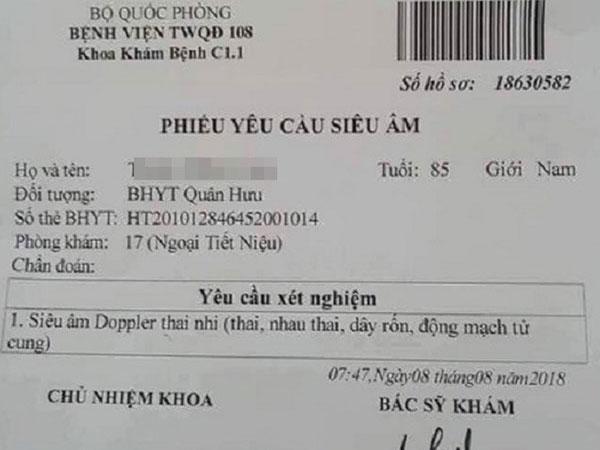 BỘ QUỐC PHÒNG
BỆNH VIỆN TWQĐ 108
Khoa Khám Bệnh C1.1
Số hồ sơ: 18630582
PHIẾU YÊU CẦU SIÊU ÂM
Họ và tên: T Tuổi: 85 Giới Nam
Đối tượng: BHYT Quân Hưu
Số thẻ BHYT: HT201012846452001014
Phòng khám: 17 (Ngoại Tiết Niệu)
Chẩn đoán:
Yêu cầu xét nghiệm
1. Siêu âm Doppler thai nhi (thai, nhau thai, dây rốn, động mạch tử
cung)
07:47,Ngày08 tháng08 năm2018
CHỦ NHIỆM KHOA BÁC SỸ KHÁM